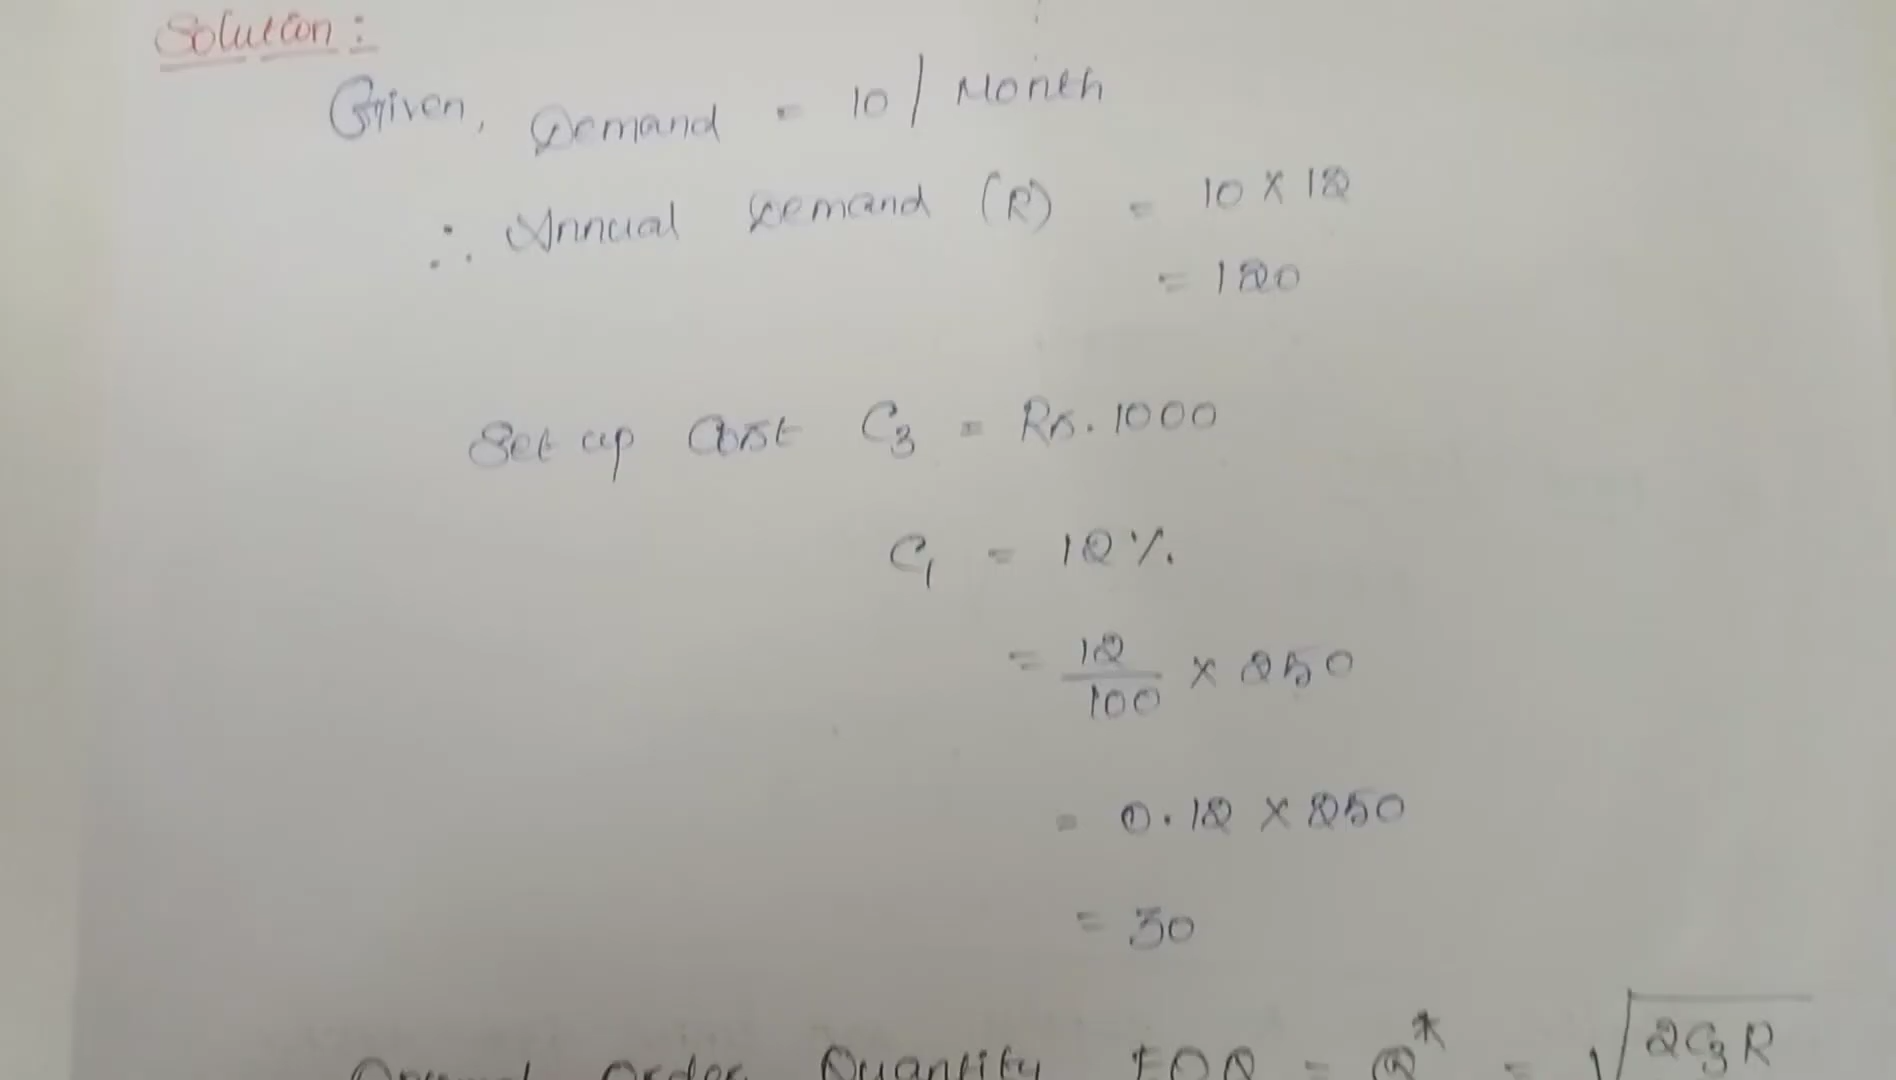 Solution :
Given, Demand = 10 / Month
∴ Annual Demand (R) = 10 × 12
= 120
Set up Cost C₃ = Rs. 1000
C₁ = 12%
= 12/100 × 250
= 0.12 × 250
= 30
Order Quantity EOQ = Q* = √2C₃R